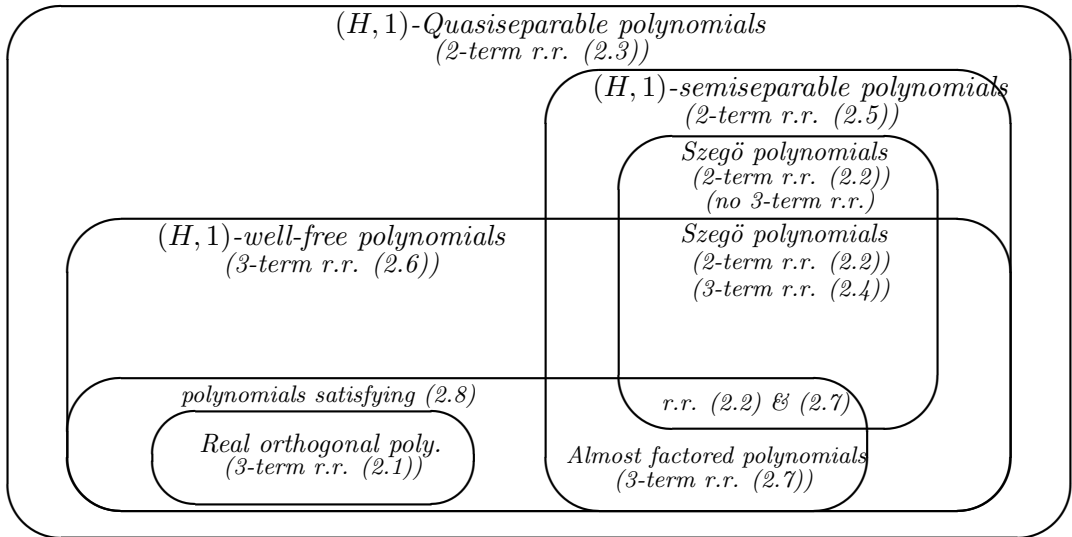 (H, 1)-Quasiseparable polynomials
(2-term r.r. (2.3))
(H, 1)-semiseparable polynomials
(2-term r.r. (2.5))
Szegö polynomials
(2-term r.r. (2.2))
(no 3-term r.r.)
(H, 1)-well-free polynomials
(3-term r.r. (2.6))
Szegö polynomials
(2-term r.r. (2.2))
(3-term r.r. (2.4))
polynomials satisfying (2.8)
r.r. (2.2) & (2.7)
Real orthogonal poly.
(3-term r.r. (2.1))
Almost factored polynomials
(3-term r.r. (2.7))